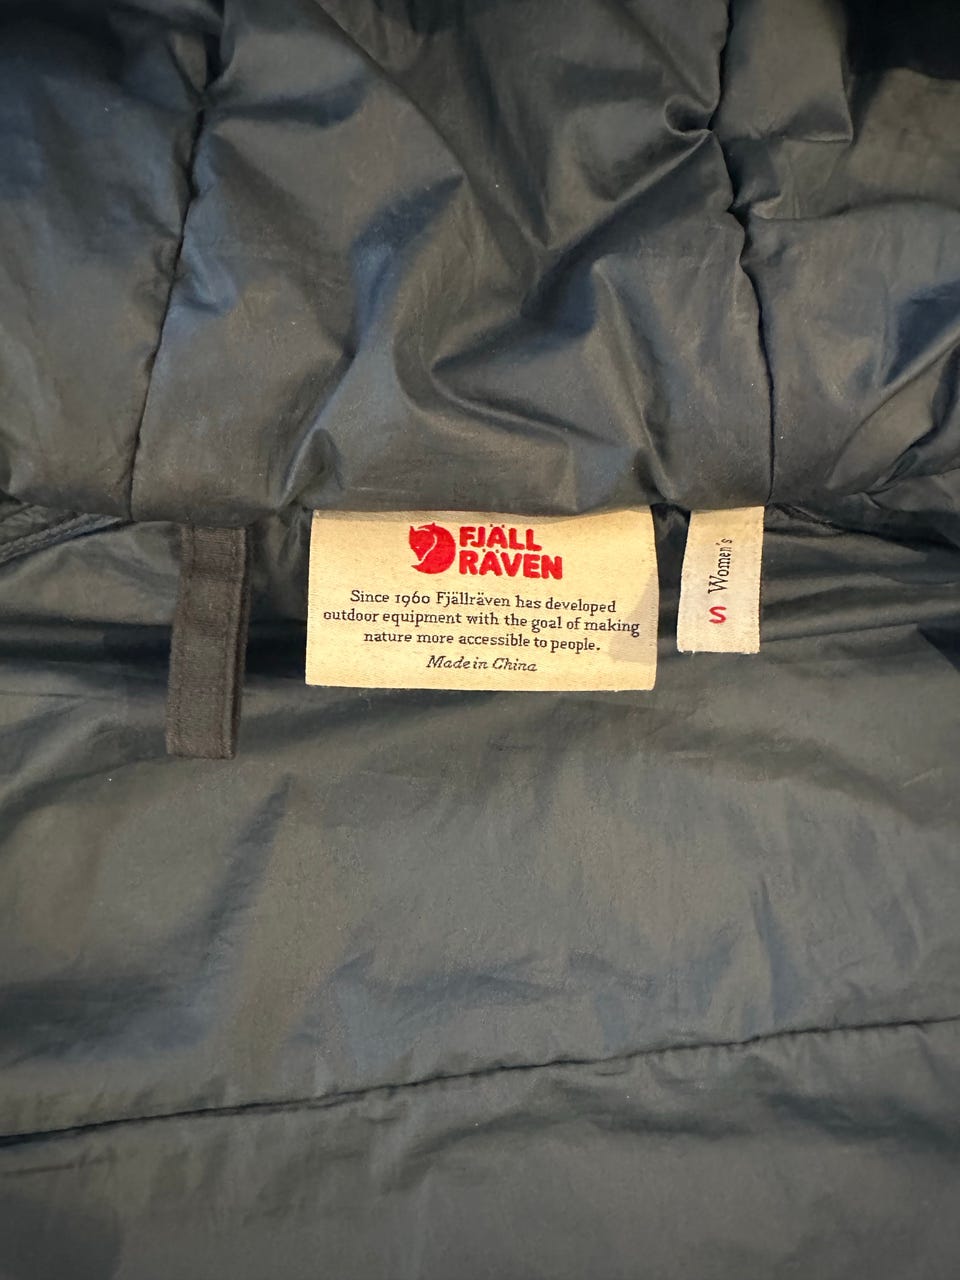 FJÄLL
RÄVEN
Since 1960 Fjällräven has developed
outdoor equipment with the goal of making
nature more accessible to people.
Made in China
Women's
S